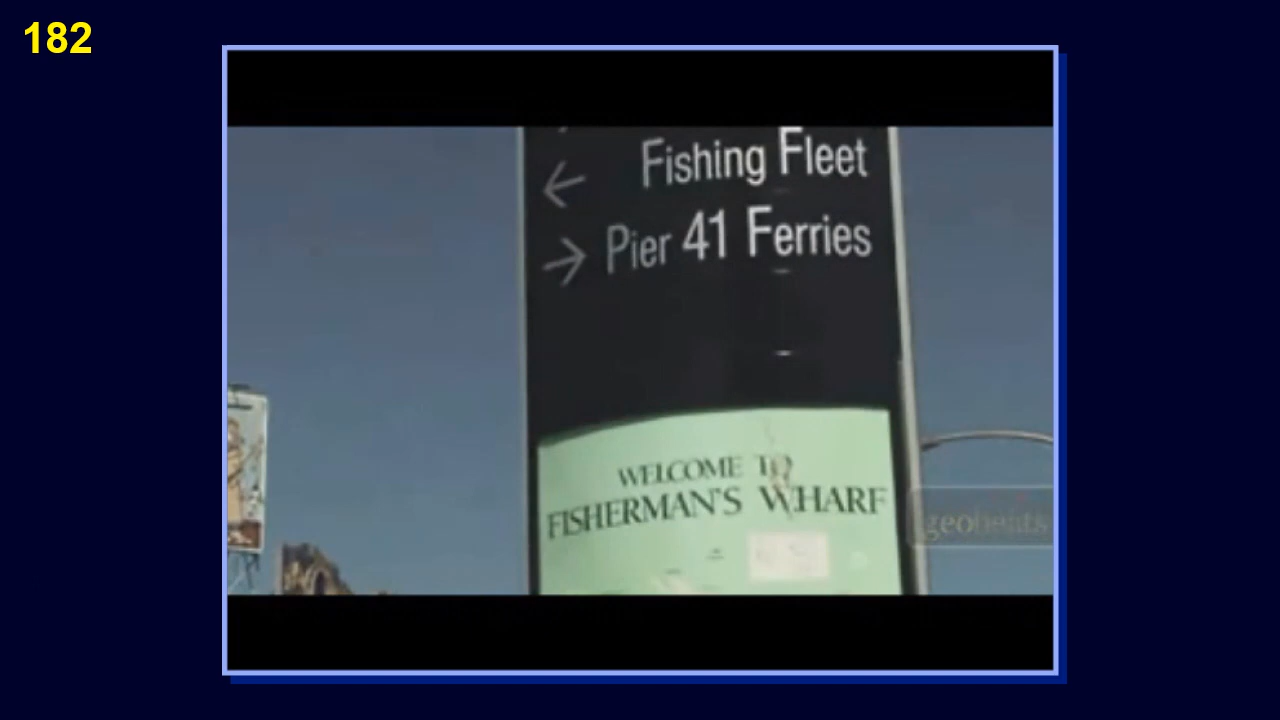 182
Fishing Fleet
Pier 41 Ferries
WELCOME TO
FISHERMAN'S WHARF
geobeats